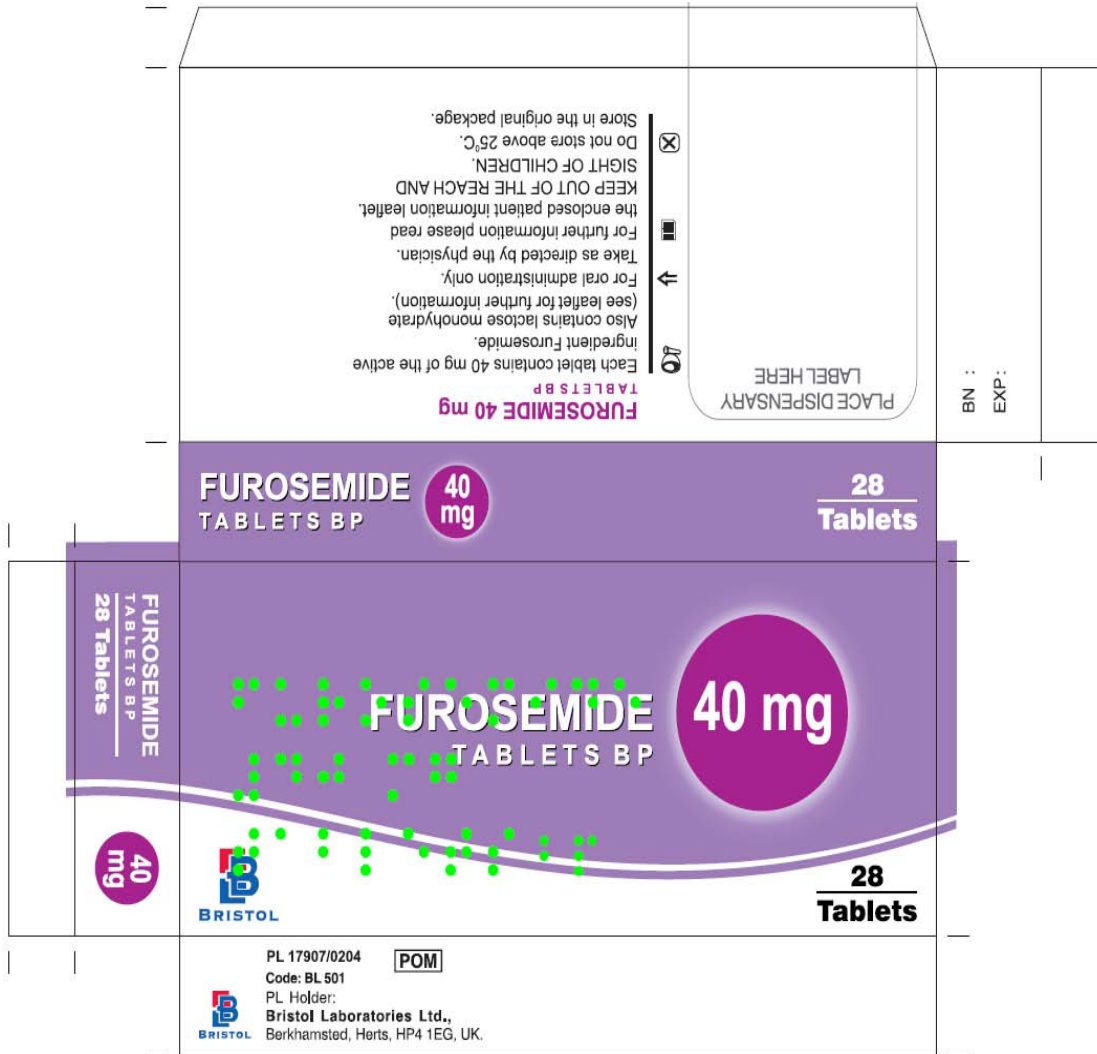 Store in the original package.
Do not store above 25°C.
SIGHT OF CHILDREN.
KEEP OUT OF THE REACH AND
the enclosed patient information leaflet.
For further information please read
Take as directed by the physician.
For oral administration only.
(see leaflet for further information).
Also contains lactose monohydrate
ingredient Furosemide.
Each tablet contains 40 mg of the active
TABLETS BP
FUROSEMIDE 40 mg
PLACE DISPENSARY
LABEL HERE
BN :
EXP:
FUROSEMIDE
TABLETS BP
40
mg
28
Tablets
FUROSEMIDE
TABLETS BP
28 Tablets
40
mg
FUROSEMIDE
TABLETS BP
40 mg
BRISTOL
28
Tablets
PL 17907/0204
POM
Code: BL 501
PL Holder:
Bristol Laboratories Ltd.,
Berkhamsted, Herts, HP4 1EG, UK.
BRISTOL